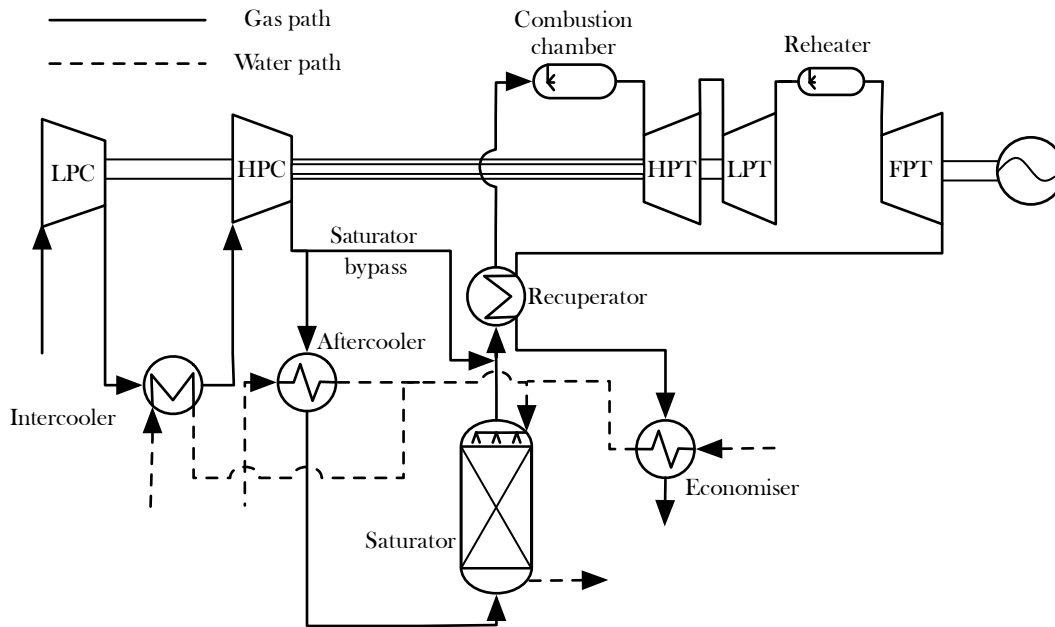 Gas path
Water path
Combustion
chamber
Reheater
LPC
HPC
HPT
LPT
FPT
Saturator
bypass
Recuperator
Aftercooler
Intercooler
Economiser
Saturator